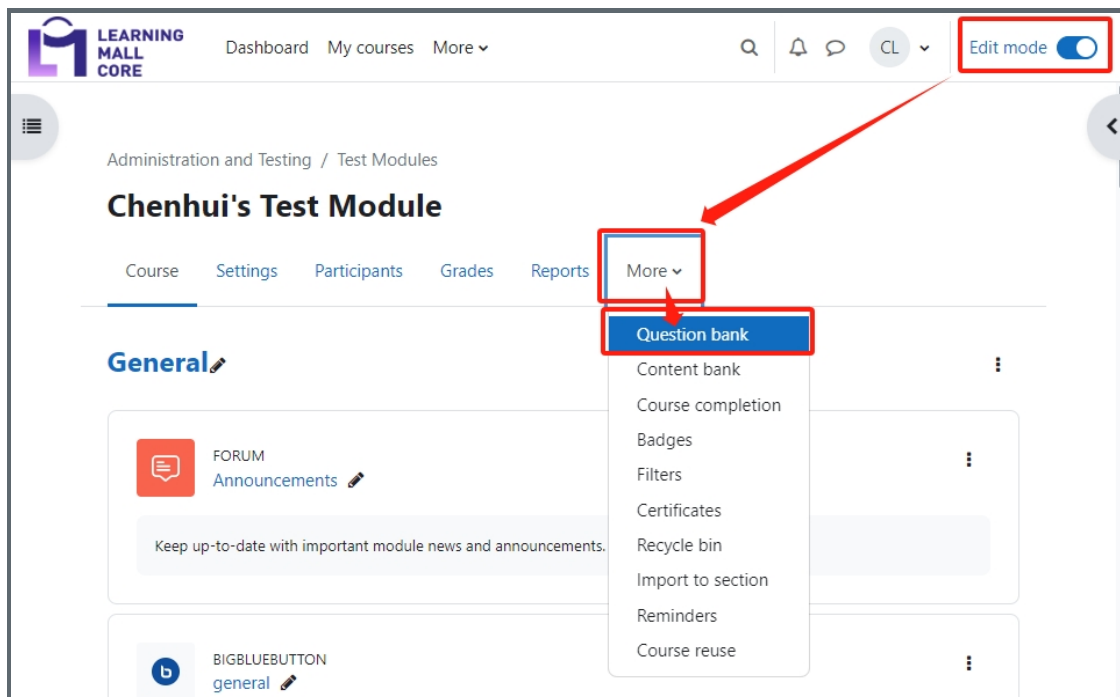 LEARNING
MALL
CORE
Dashboard My courses More
CL
Edit mode
Administration and Testing / Test Modules
Chenhui's Test Module
Course Settings Participants Grades Reports More
Question bank
Content bank
Course completion
Badges
Filters
Certificates
Recycle bin
Import to section
Reminders
Course reuse
General
FORUM
Announcements
Keep up-to-date with important module news and announcements.
BIGBLUEBUTTON
b
general